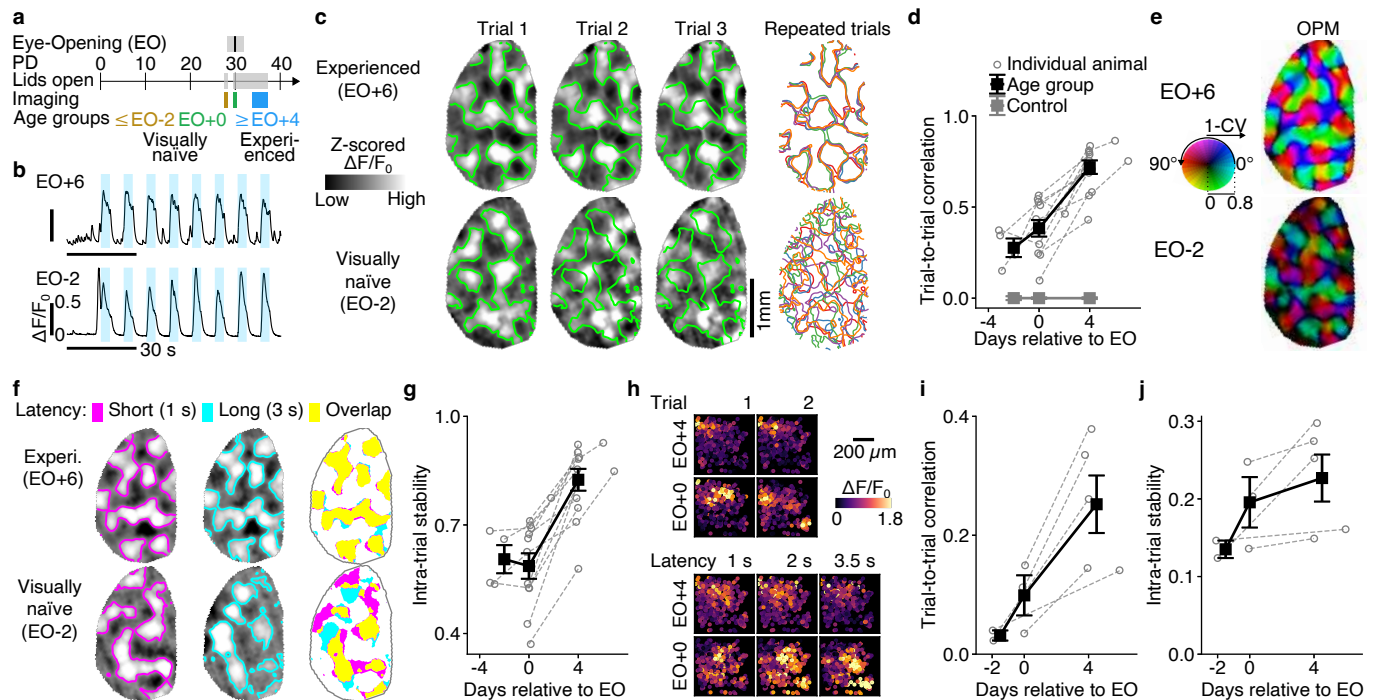 a
Eye-Opening (EO)
PD
0 10 20 30 40
Lids open
Imaging
Age groups ≤EO-2 EO+0 ≥EO+4
Visually naïve
Experi-
enced
b
EO+6
EO-2
0.5
0
ΔF/F₀
30 s
c
Trial 1 Trial 2 Trial 3 Repeated trials
Experienced
(EO+6)
Z-scored
ΔF/F₀
Low High
Visually
naïve
(EO-2)
1mm
d
Individual animal
Age group
Control
Trial-to-trial correlation
1.0
0.5
0.0
-4 0 4
Days relative to EO
e
OPM
EO+6
1-CV
90° 0°
0 0.8
EO-2
f
Latency: Short (1 s) Long (3 s) Overlap
Experi.
(EO+6)
Visually
naïve
(EO-2)
g
Intra-trial stability
1.0
0.7
0.4
-4 0 4
Days relative to EO
h
Trial 1 2
EO+4
EO+0
200 µm
ΔF/F₀
0 1.8
Latency 1 s 2 s 3.5 s
EO+4
EO+0
i
Trial-to-trial correlation
0.4
0.2
0.0
-2 0 4
Days relative to EO
j
Intra-trial stability
0.3
0.2
0.1
0.0
-2 0 4
Days relative to EO